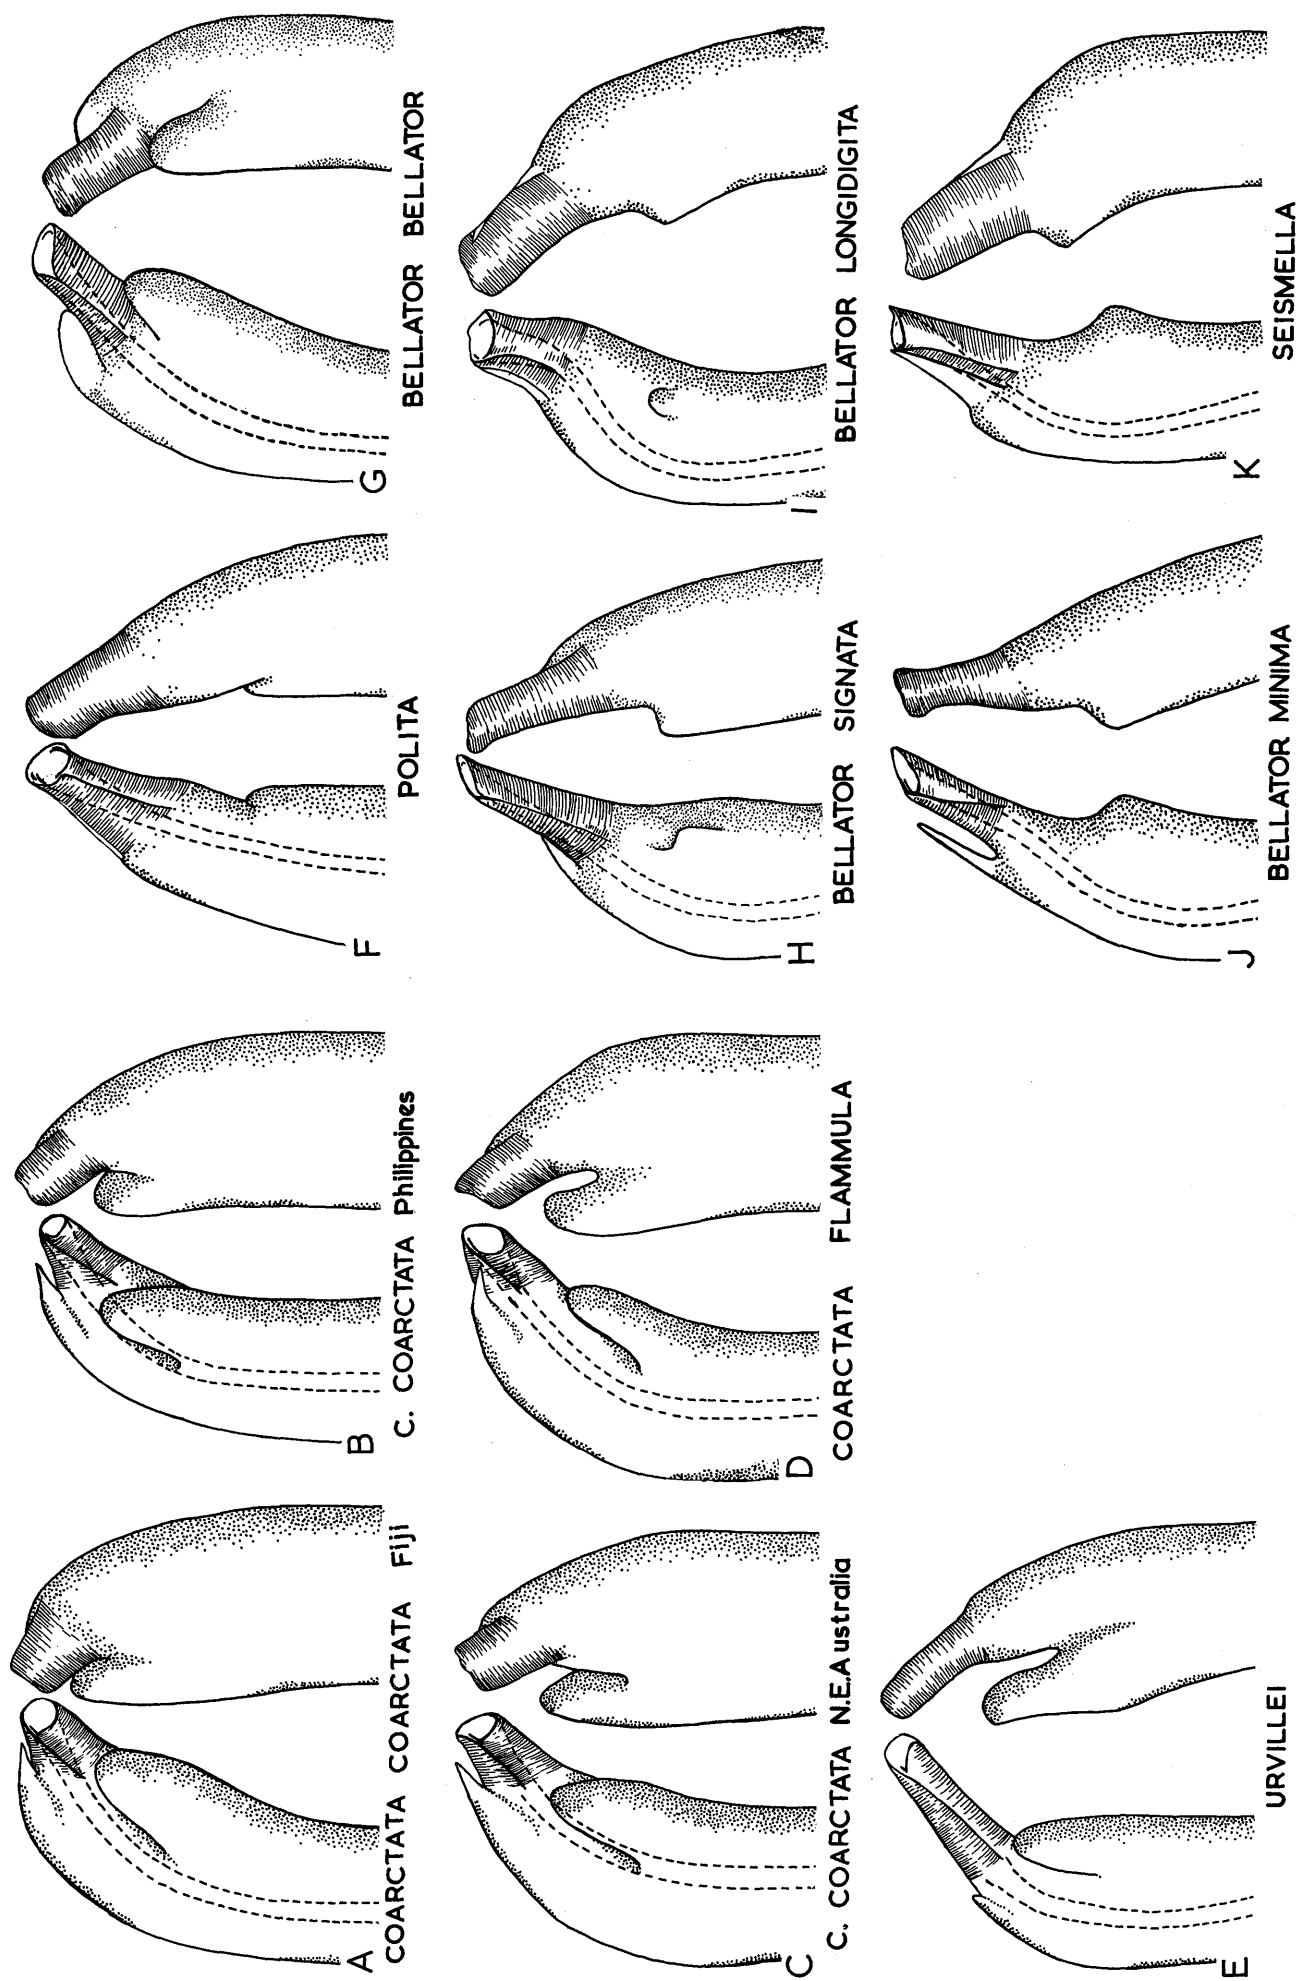 A
COARCTATA COARCTATA Fiji
B
C. COARCTATA Philippines
F
POLITA
G
BELLATOR BELLATOR
C
C. COARCTATA N.E.Australia
D
COARCTATA FLAMMULA
H
BELLATOR SIGNATA
I
BELLATOR LONGIDIGITA
E
URVILLEI
J
BELLATOR MINIMA
K
SEISMELLA